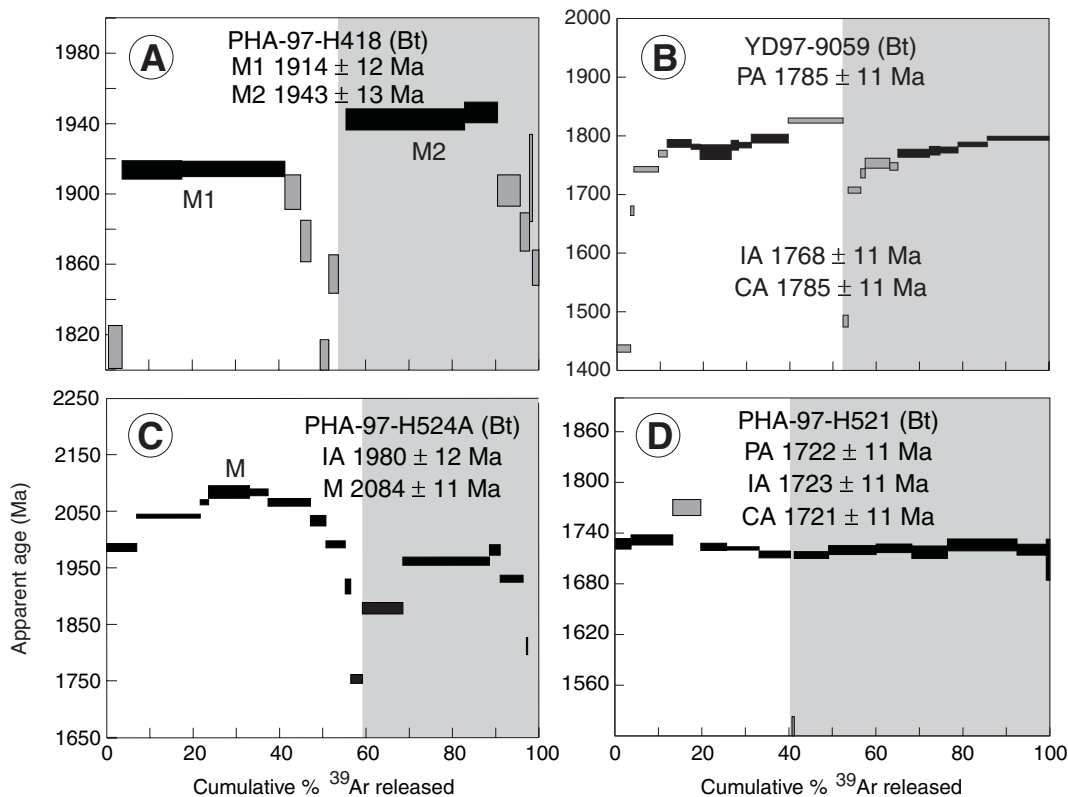 A
PHA-97-H418 (Bt)
M1 1914 ± 12 Ma
M2 1943 ± 13 Ma
M1
M2
1980
1940
1900
1860
1820
B
YD97-9059 (Bt)
PA 1785 ± 11 Ma
IA 1768 ± 11 Ma
CA 1785 ± 11 Ma
2000
1900
1800
1700
1600
1500
1400
C
PHA-97-H524A (Bt)
IA 1980 ± 12 Ma
M 2084 ± 11 Ma
M
2250
2150
2050
1950
1850
1750
1650
0 20 40 60 80 100
Cumulative % 39Ar released
Apparent age (Ma)
D
PHA-97-H521 (Bt)
PA 1722 ± 11 Ma
IA 1723 ± 11 Ma
CA 1721 ± 11 Ma
1860
1800
1740
1680
1620
1560
0 20 40 60 80 100
Cumulative % 39Ar released